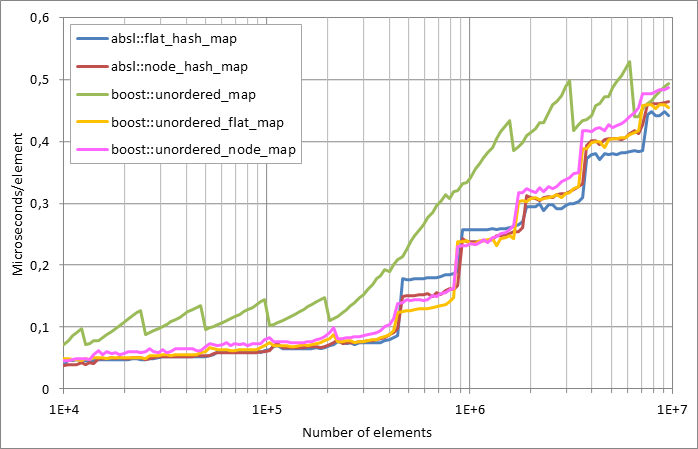 0,6
0,5
0,4
0,3
0,2
0,1
0
Microseconds/element
absl::flat_hash_map
absl::node_hash_map
boost::unordered_map
boost::unordered_flat_map
boost::unordered_node_map
1E+4 1E+5 1E+6 1E+7
Number of elements